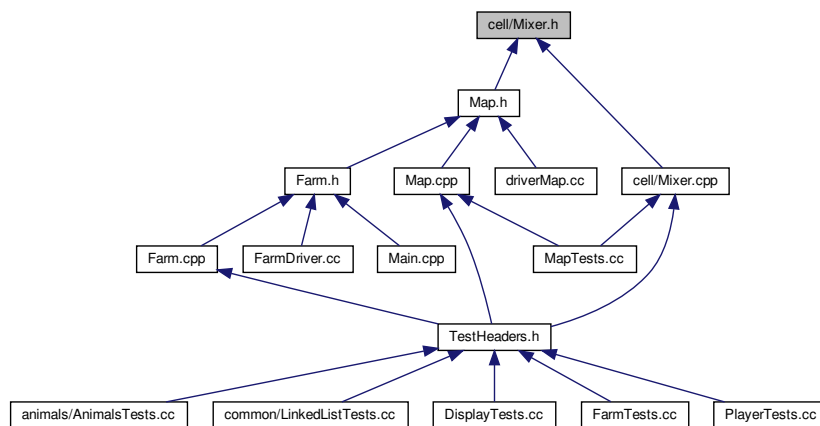 cell/Mixer.h
Map.h
Farm.h
Map.cpp
driverMap.cc
cell/Mixer.cpp
Farm.cpp
FarmDriver.cc
Main.cpp
MapTests.cc
TestHeaders.h
animals/AnimalsTests.cc
common/LinkedListTests.cc
DisplayTests.cc
FarmTests.cc
PlayerTests.cc